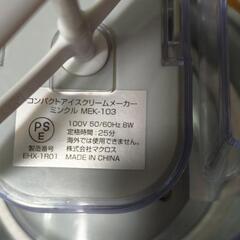 コンパクトアイスクリームメーカー
ミンクル MEK-103
PS
E
100V 50/60Hz 8W
定格時間：25分
海外では使用できません
製造番号
株式会社マクロス
EHX-1R01 MADE IN CHINA